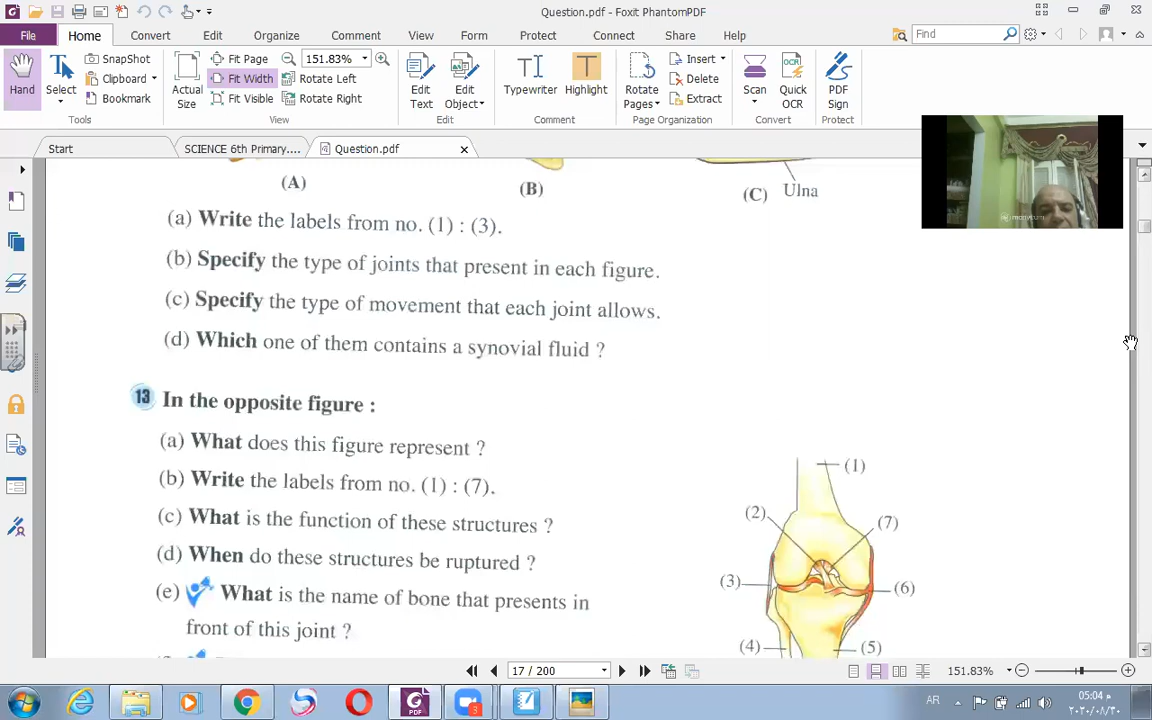 Question.pdf - Foxit PhantomPDF
File Home Convert Edit Organize Comment View Form Protect Connect Share Help Find
Hand
Select
SnapShot
Clipboard
Bookmark
Tools
Actual Size
Fit Page
Fit Width
Fit Visible
151.83%
Rotate Left
Rotate Right
View
Edit Text
Edit Object
Edit
Typewriter
Highlight
Comment
Rotate Pages
Insert
Delete
Extract
Page Organization
Scan
Quick OCR
Convert
PDF Sign
Protect
Start SCIENCE 6th Primary.... Question.pdf
(A) (B) (C) Ulna
(a) Write the labels from no. (1) : (3).
(b) Specify the type of joints that present in each figure.
(c) Specify the type of movement that each joint allows.
(d) Which one of them contains a synovial fluid ?
13 In the opposite figure :
(a) What does this figure represent ?
(b) Write the labels from no. (1) : (7).
(c) What is the function of these structures ?
(d) When do these structures be ruptured ?
(e) What is the name of bone that presents in
front of this joint ?
(1)
(2) (7)
(3) (6)
(4) (5)
17 / 200 151.83%
AR 05:04 م
٢٠٢٠/٠٨/٣٠